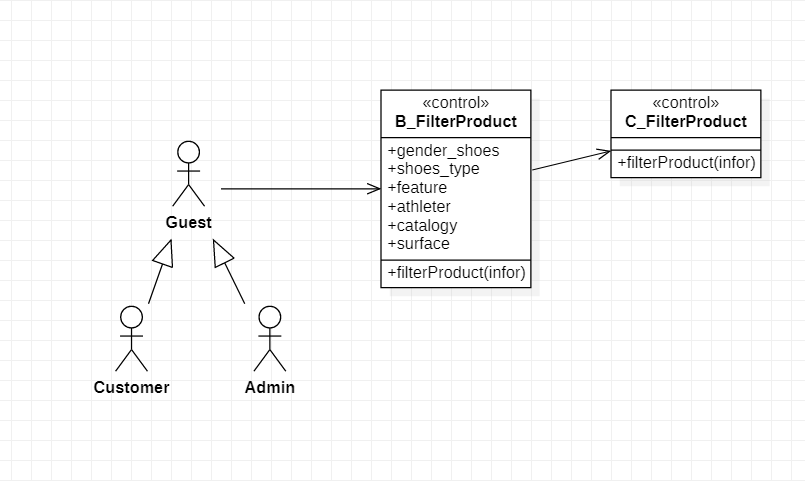 «control»
B_FilterProduct
+gender_shoes
+shoes_type
+feature
+athleter
+catalogy
+surface
+filterProduct(infor)
«control»
C_FilterProduct
+filterProduct(infor)
Guest
Customer
Admin